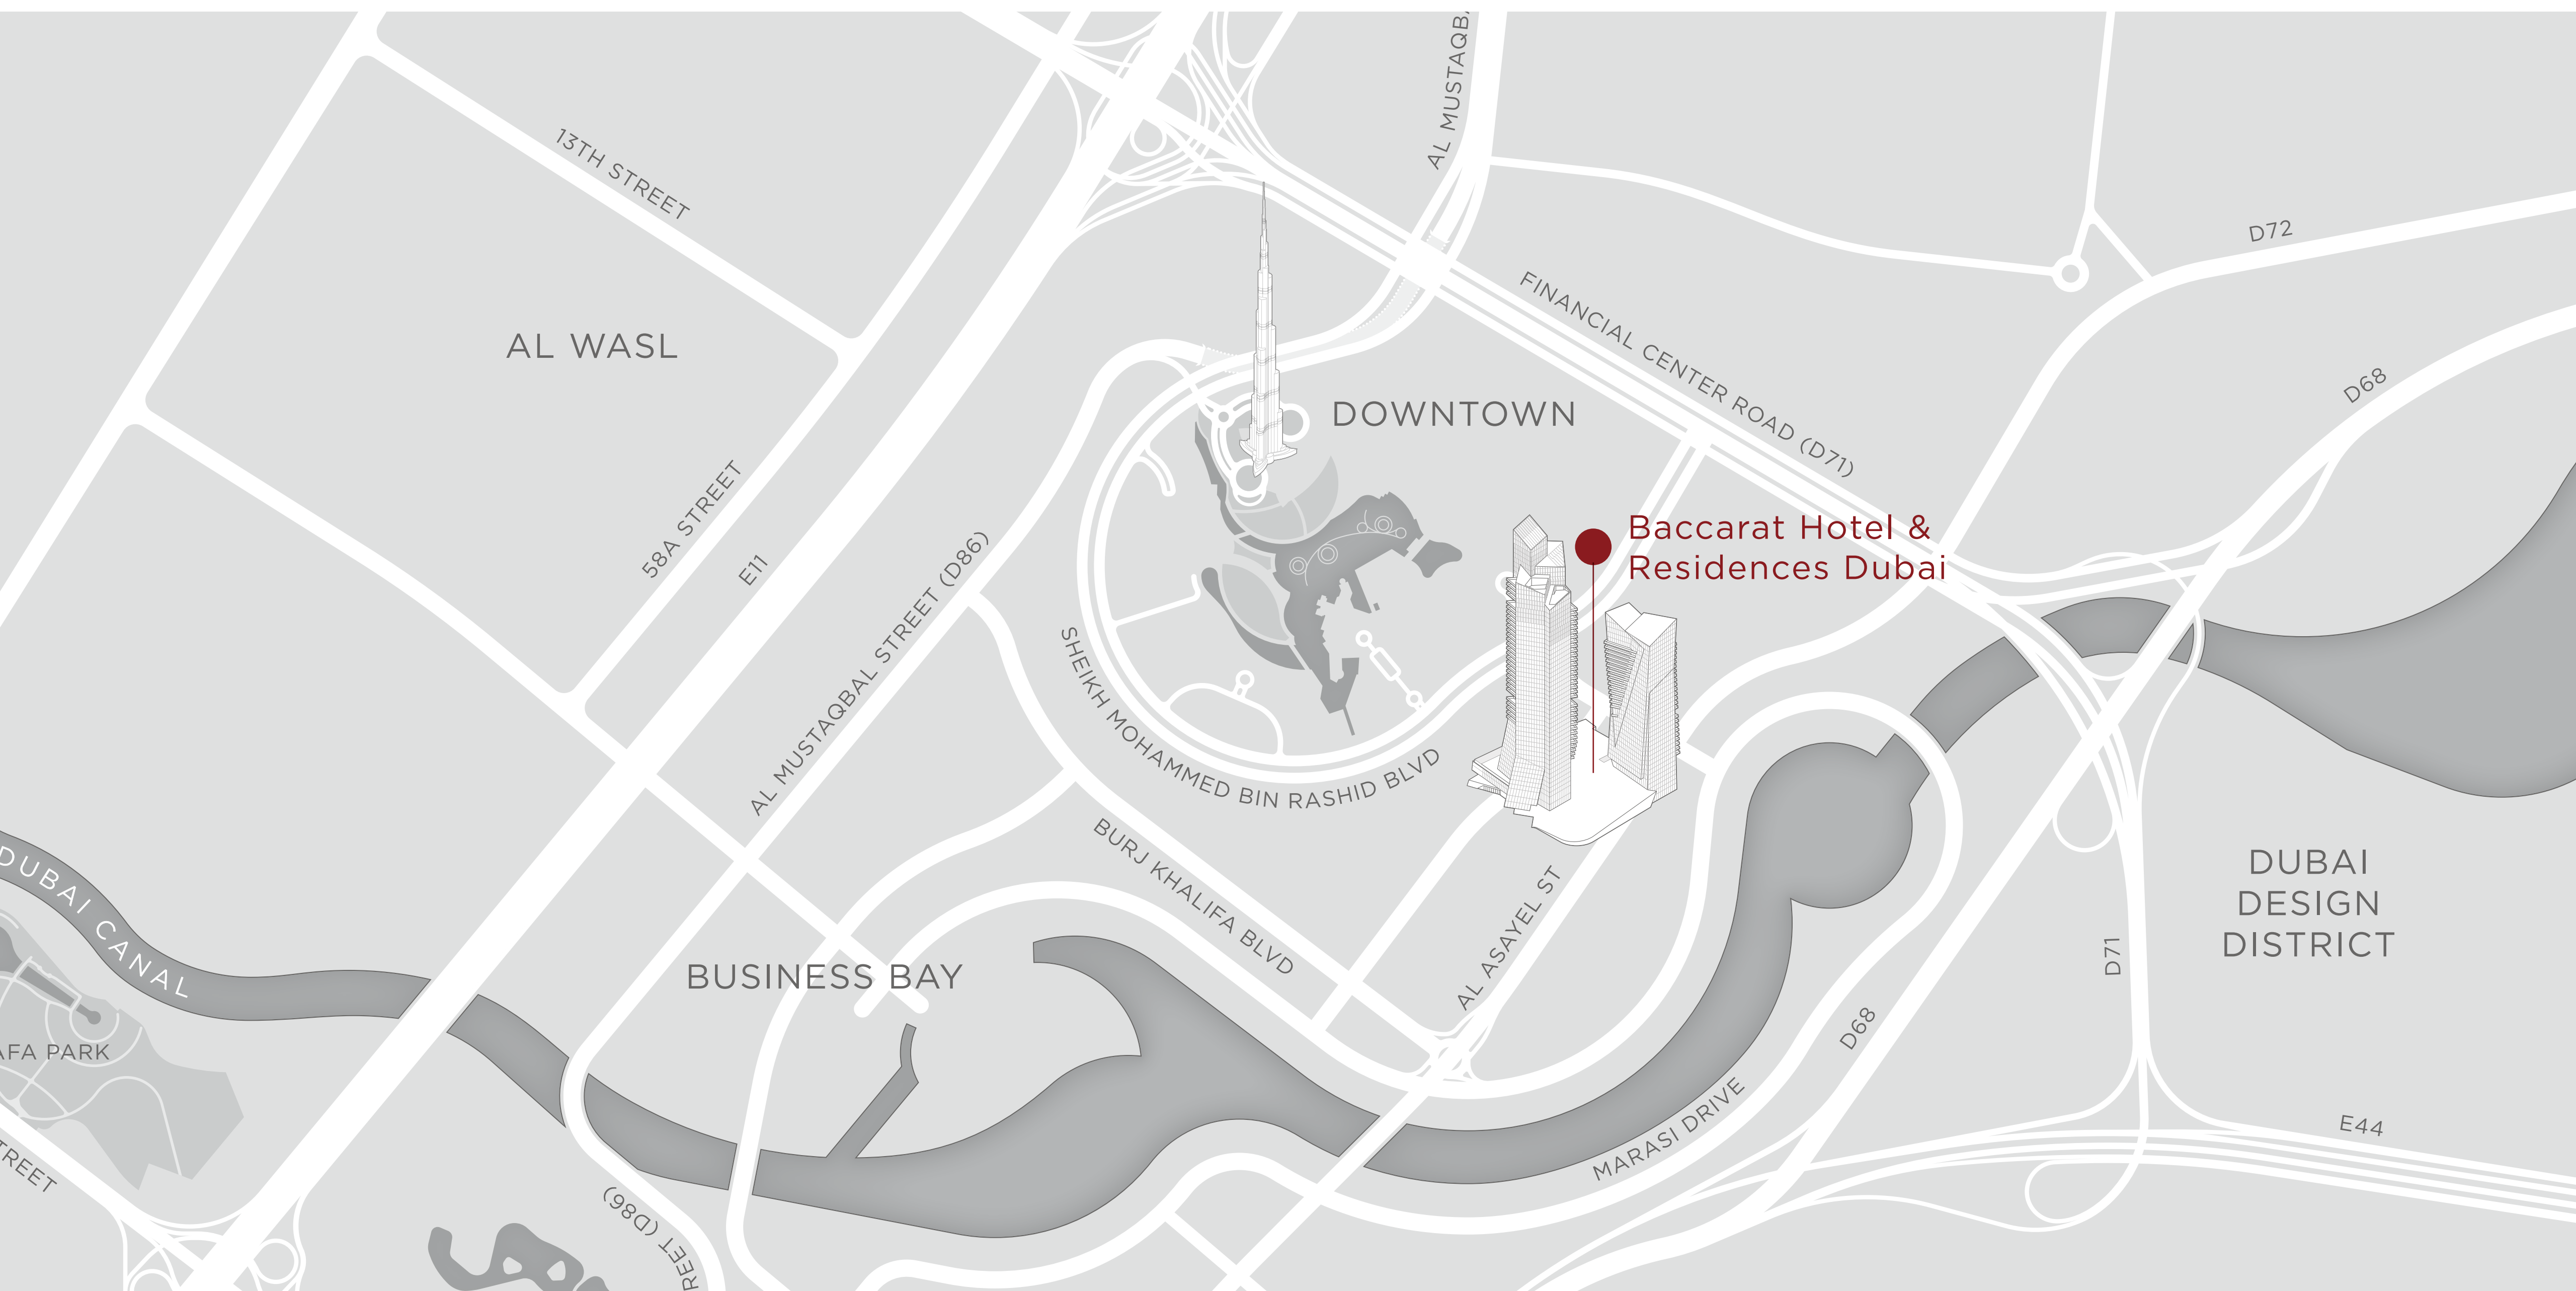 AL MUSTAQBA
13TH STREET
D72
AL WASL
FINANCIAL CENTER ROAD (D71)
D68
DOWNTOWN
58A STREET
E11
Baccarat Hotel &
Residences Dubai
AL MUSTAQBAL STREET (D86)
SHEIKH MOHAMMED BIN RASHID BLVD
BURJ KHALIFA BLVD
DUBAI
DESIGN
DISTRICT
DUBAI CANAL
AL ASAYEL ST
D71
BUSINESS BAY
D68
AFA PARK
MARASI DRIVE
E44
TREET
REET (D86)